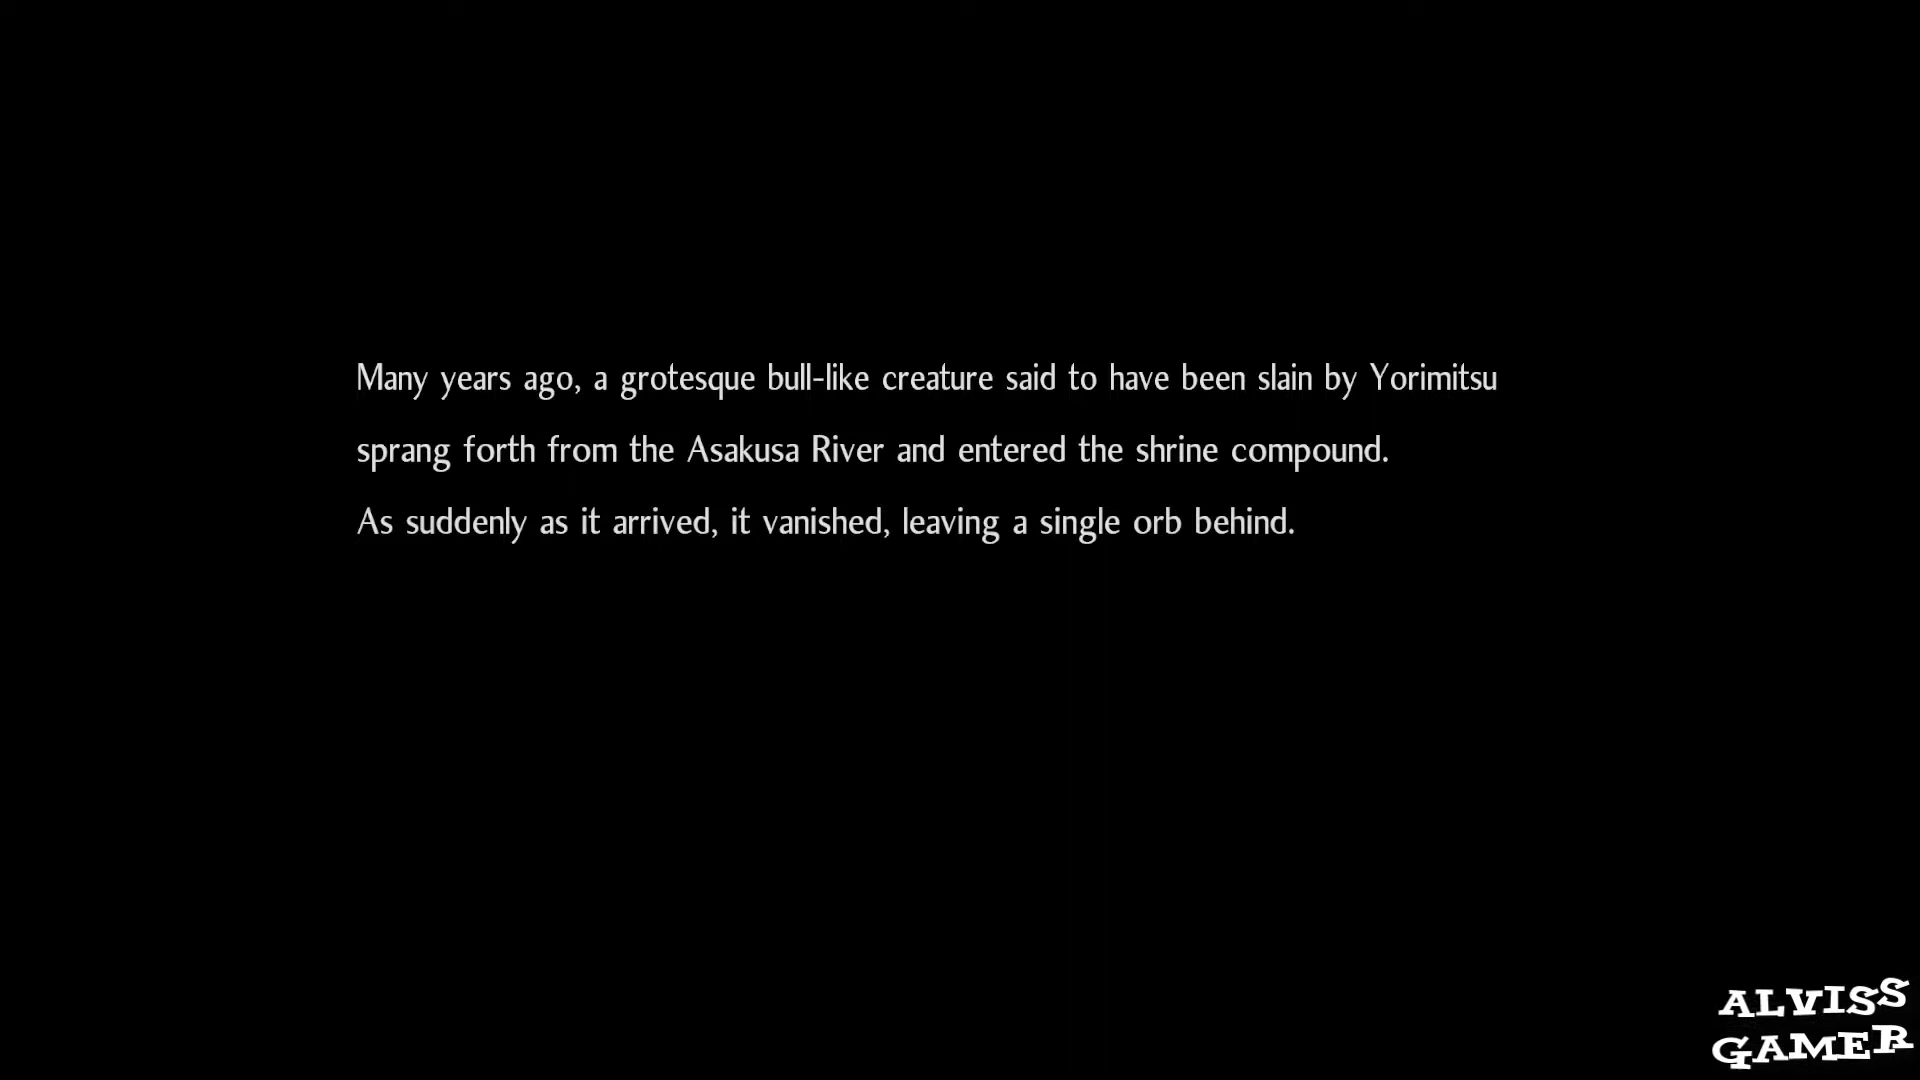 Many years ago, a grotesque bull-like creature said to have been slain by Yorimitsu
sprang forth from the Asakusa River and entered the shrine compound.
As suddenly as it arrived, it vanished, leaving a single orb behind.
ALVISS
GAMER